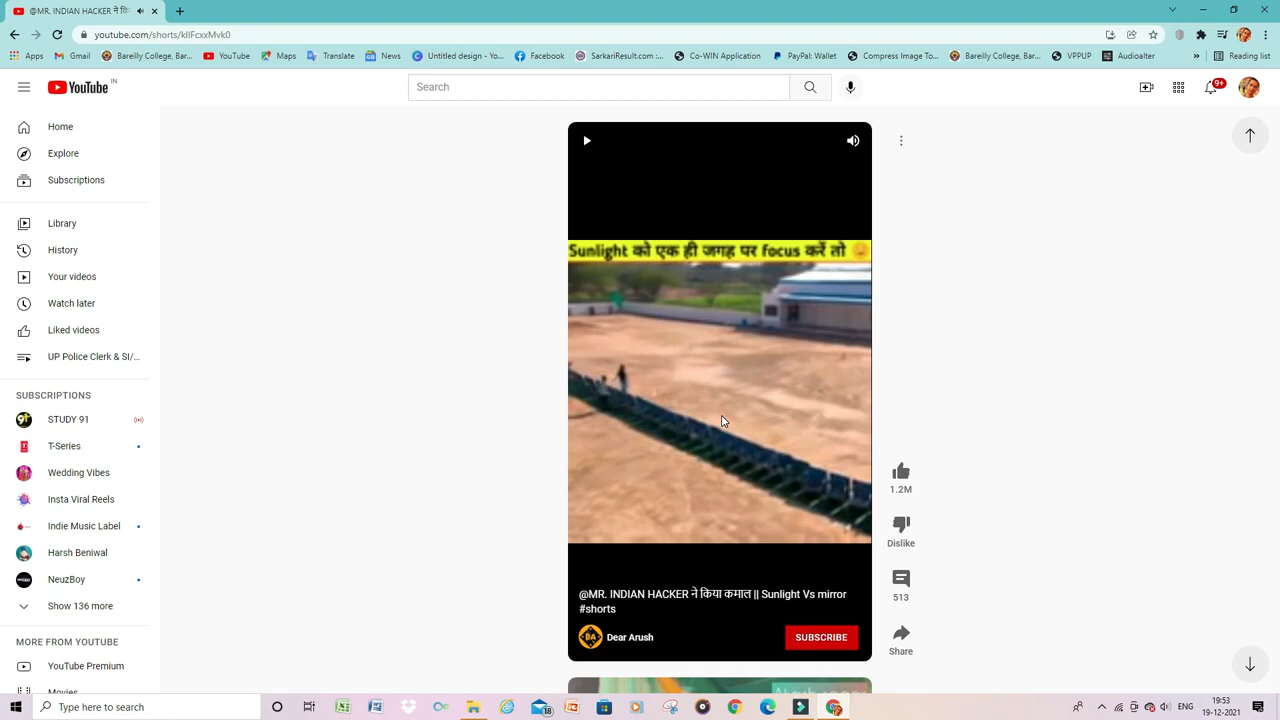 @MR. INDIAN HACKER ने कि
youtube.com/shorts/kIlFcxxMvk0
Apps
Gmail
Bareilly College, Bar...
YouTube
Maps
Translate
News
Untitled design - Yo...
Facebook
SarkariResult.com :...
Co-WIN Application
PayPal Wallet
Compress Image To...
Bareilly College, Bar...
VPPUP
Audioalter
Reading list
YouTube IN
Search
9+
Home
Explore
Subscriptions
Library
History
Your videos
Watch later
Liked videos
UP Police Clerk & SI/...
SUBSCRIPTIONS
STUDY 91
T-Series
Wedding Vibes
Insta Viral Reels
Indie Music Label
Harsh Beniwal
NeuzBoy
Show 136 more
MORE FROM YOUTUBE
YouTube Premium
Movies
Sunlight को एक ही जगह पर focus करें तो
@MR. INDIAN HACKER ने किया कमाल || Sunlight Vs mirror
#shorts
DA
Dear Arush
SUBSCRIBE
1.2M
Dislike
513
Share
Type here to search
18
ENG
19:53
19-12-2021